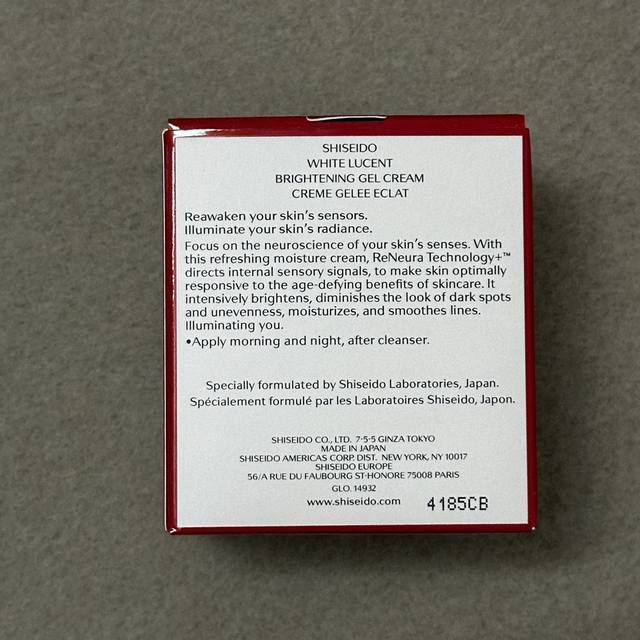 SHISEIDO
WHITE LUCENT
BRIGHTENING GEL CREAM
CREME GELEE ECLAT
Reawaken your skin's sensors.
Illuminate your skin's radiance.
Focus on the neuroscience of your skin's senses. With
this refreshing moisture cream, ReNeura Technology+™
directs internal sensory signals, to make skin optimally
responsive to the age-defying benefits of skincare. It
intensively brightens, diminishes the look of dark spots
and unevenness, moisturizes, and smoothes lines.
Illuminating you.
•Apply morning and night, after cleanser.
Specially formulated by Shiseido Laboratories, Japan.
Spécialement formulé par les Laboratoires Shiseido, Japon.
SHISEIDO CO., LTD. 7-5-5 GINZA TOKYO
MADE IN JAPAN
SHISEIDO AMERICAS CORP. DIST. NEW YORK, NY 10017
SHISEIDO EUROPE
56/A RUE DU FAUBOURG ST-HONORE 75008 PARIS
GLO. 14932
www.shiseido.com 4185CB